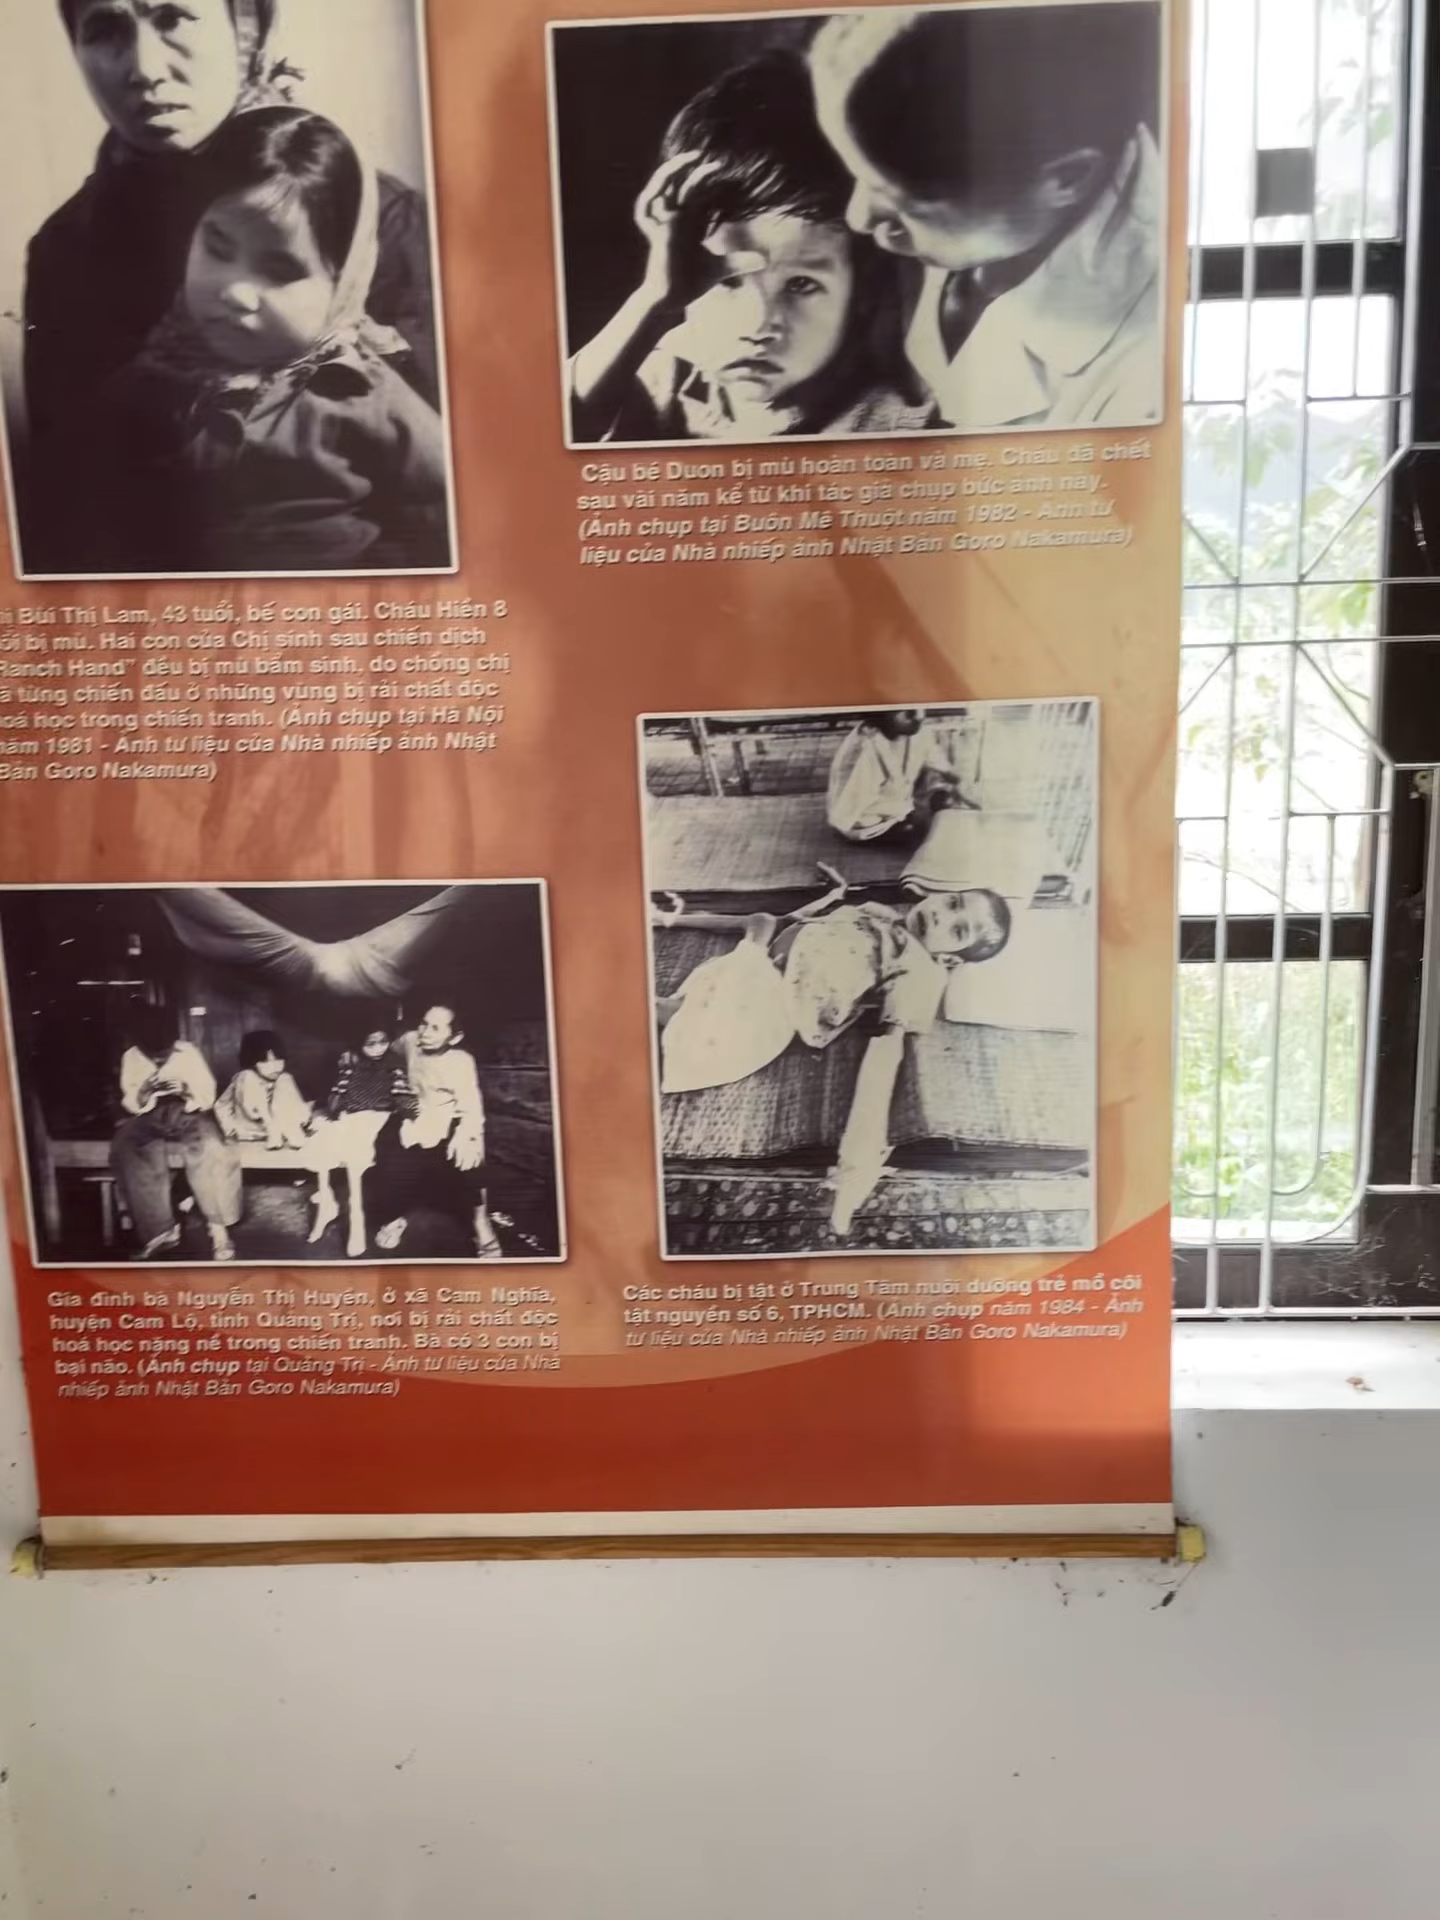 Cậu bé Duon bị mù hoàn toàn và mẹ. Cháu đã chết
sau vài năm kể từ khi tác giả chụp bức ảnh này.
(Ảnh chụp tại Buôn Mê Thuột năm 1982 - Ảnh tư
liệu của Nhà nhiếp ảnh Nhật Bản Goro Nakamura)
Bùi Thị Lam, 43 tuổi, bế con gái. Cháu Hiền 8
bị mù. Hai con của Chị sinh sau chiến dịch
Ranch Hand" đều bị mù bẩm sinh, do chồng chị
từng chiến đấu ở những vùng bị rải chất độc
hoá học trong chiến tranh. (Ảnh chụp tại Hà Nội
năm 1981 - Ảnh tư liệu của Nhà nhiếp ảnh Nhật
Bản Goro Nakamura)
Gia đình bà Nguyễn Thị Huyên, ở xã Cam Nghĩa,
huyện Cam Lộ, tỉnh Quảng Trị, nơi bị rải chất độc
hoá học nặng nề trong chiến tranh. Bà có 3 con bị
bại não. (Ảnh chụp tại Quảng Trị - Ảnh tư liệu của Nhà
nhiếp ảnh Nhật Bản Goro Nakamura)
Các cháu bị tật ở Trung Tâm nuôi dưỡng trẻ mồ côi
tật nguyền số 6, TPHCM. (Ảnh chụp năm 1984 - Ảnh
tư liệu của Nhà nhiếp ảnh Nhật Bản Goro Nakamura)